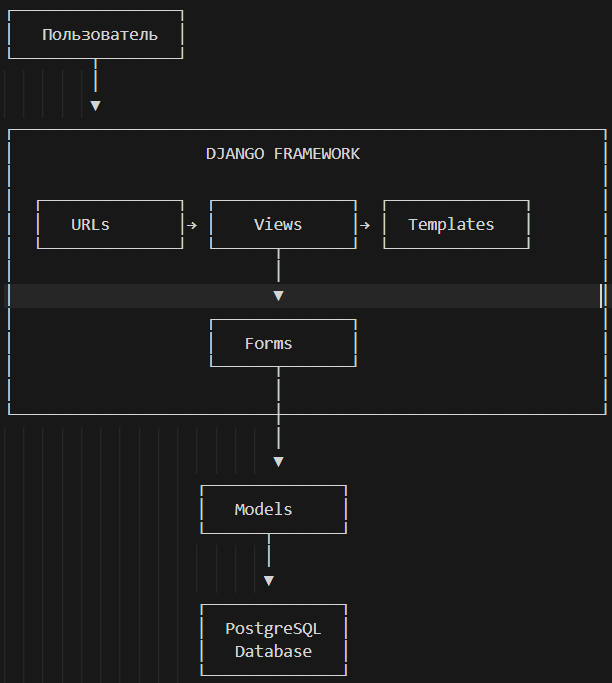 Пользователь
DJANGO FRAMEWORK
URLs
Views
Templates
Forms
Models
PostgreSQL
Database